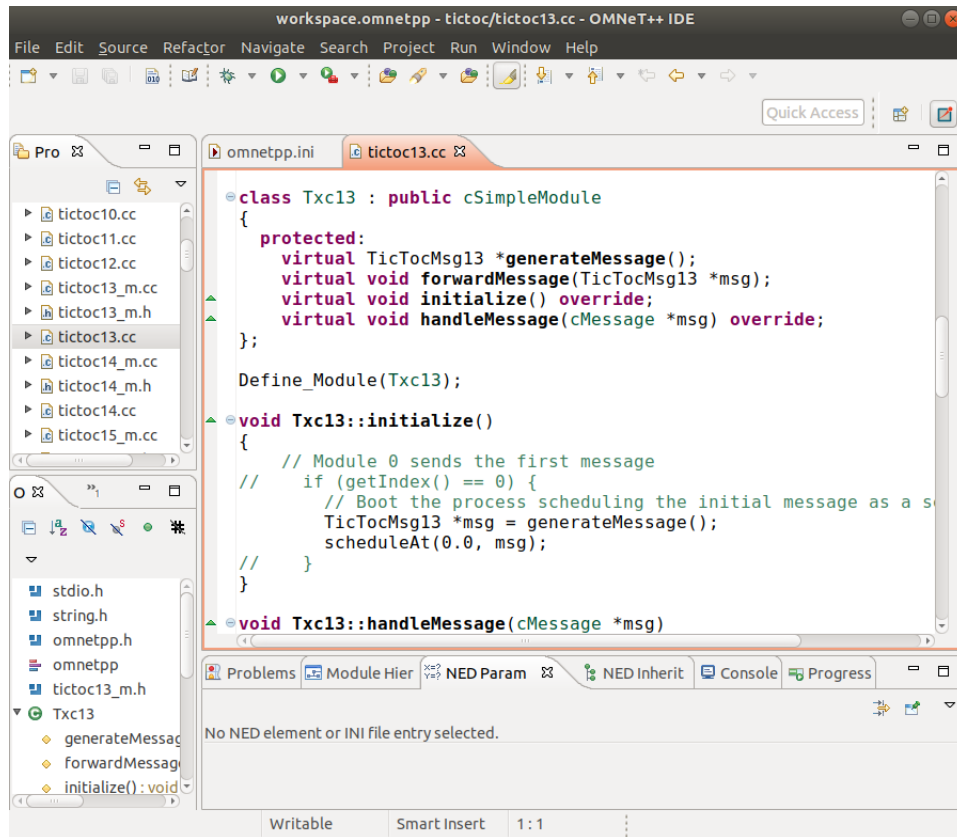 workspace.omnetpp - tictoc/tictoc13.cc - OMNeT++ IDE
File Edit Source Refactor Navigate Search Project Run Window Help
Quick Access
Pro
omnetpp.ini tictoc13.cc
tictoc10.cc
tictoc11.cc
tictoc12.cc
tictoc13_m.cc
tictoc13_m.h
tictoc13.cc
tictoc14_m.cc
tictoc14_m.h
tictoc14.cc
tictoc15_m.cc
class Txc13 : public cSimpleModule
{
protected:
virtual TicTocMsg13 *generateMessage();
virtual void forwardMessage(TicTocMsg13 *msg);
virtual void initialize() override;
virtual void handleMessage(cMessage *msg) override;
};
Define_Module(Txc13);
void Txc13::initialize()
{
// Module 0 sends the first message
// if (getIndex() == 0) {
// Boot the process scheduling the initial message as a s
TicTocMsg13 *msg = generateMessage();
scheduleAt(0.0, msg);
// }
}
void Txc13::handleMessage(cMessage *msg)
O
stdio.h
string.h
omnetpp.h
omnetpp
tictoc13_m.h
Txc13
generateMessag
forwardMessag
initialize() : void
Problems Module Hier NED Param NED Inherit Console Progress
No NED element or INI file entry selected.
Writable Smart Insert 1 : 1